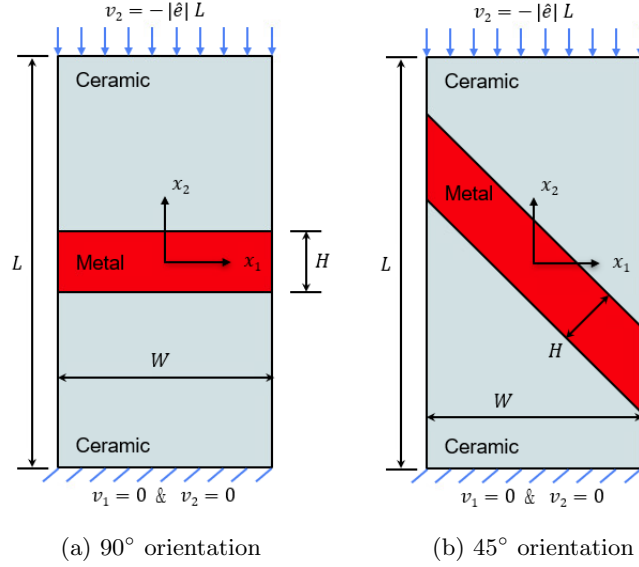 v₂ = −|ê| L
Ceramic
x₂
L
Metal
x₁
H
W
Ceramic
v₁ = 0 & v₂ = 0
(a) 90° orientation
v₂ = −|ê| L
Ceramic
Metal
x₂
L
x₁
H
W
Ceramic
v₁ = 0 & v₂ = 0
(b) 45° orientation